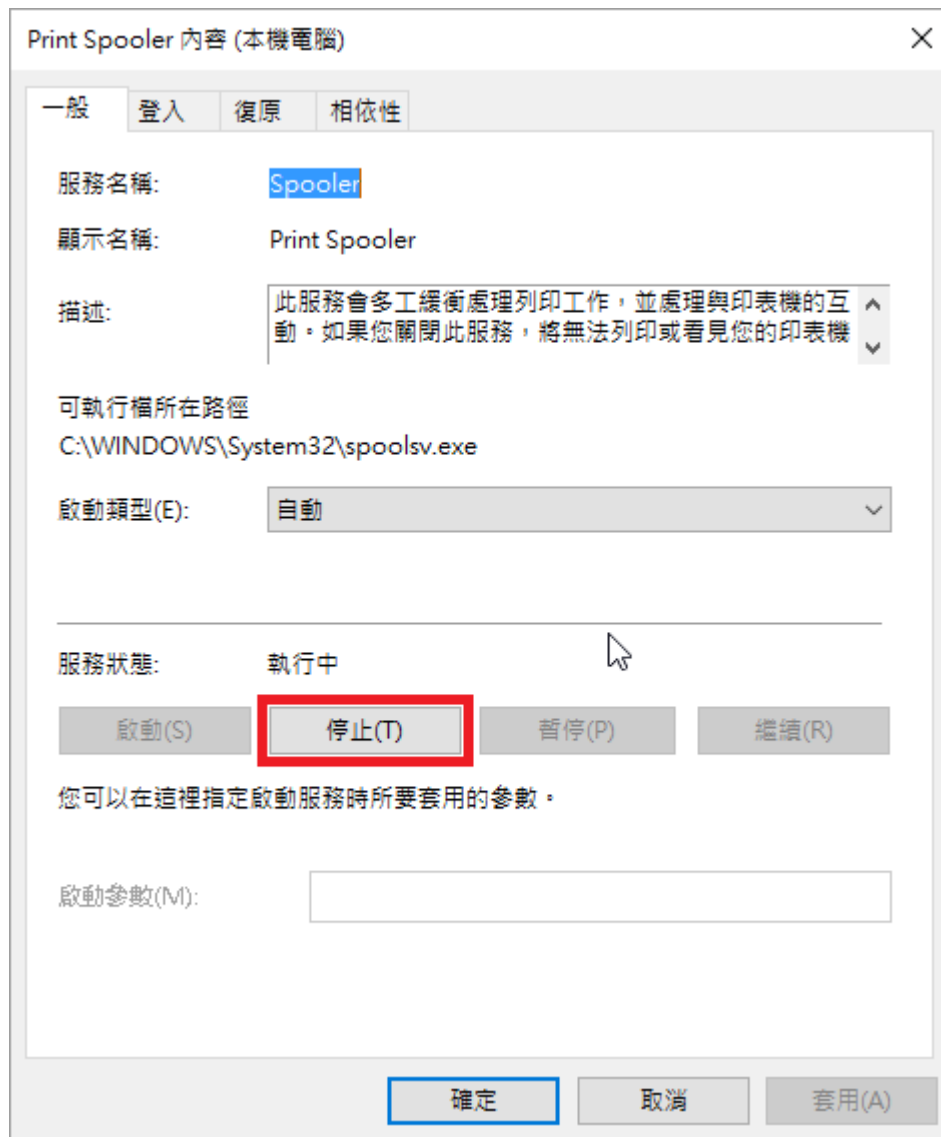 Print Spooler 內容 (本機電腦)
一般 登入 復原 相依性
服務名稱: Spooler
顯示名稱: Print Spooler
描述: 此服務會多工緩衝處理列印工作，並處理與印表機的互
動。如果您關閉此服務，將無法列印或看見您的印表機
可執行檔所在路徑
C:\WINDOWS\System32\spoolsv.exe
啟動類型(E): 自動
服務狀態: 執行中
啟動(S) 停止(T) 暫停(P) 繼續(R)
您可以在這裡指定啟動服務時所要套用的參數。
啟動參數(M):
確定 取消 套用(A)